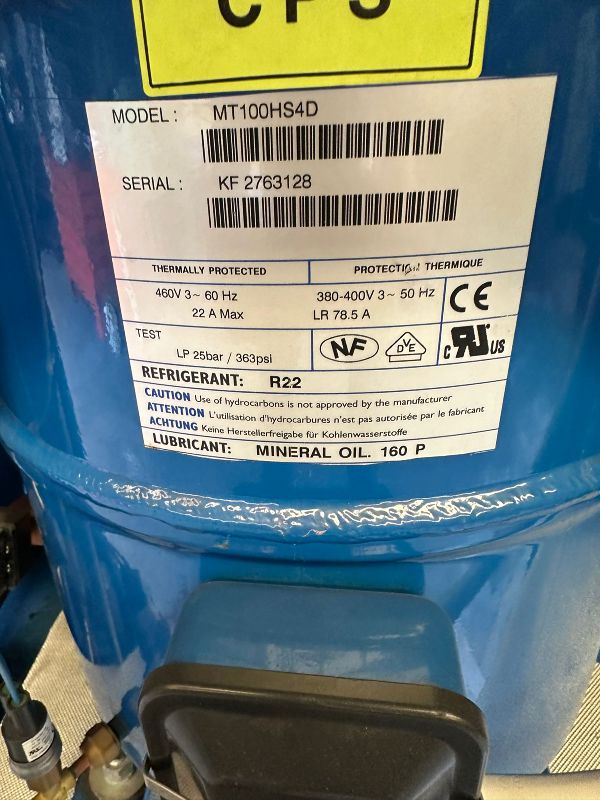 CPS
MODEL : MT100HS4D
SERIAL : KF 2763128
THERMALLY PROTECTED PROTECTION THERMIQUE
460V 3~ 60 Hz 380-400V 3~ 50 Hz CE
22 A Max LR 78.5 A
TEST NF DVE c RU US
LP 25bar / 363psi
REFRIGERANT: R22
CAUTION Use of hydrocarbons is not approved by the manufacturer
ATTENTION L'utilisation d'hydrocarbures n'est pas autorisée par le fabricant
ACHTUNG Keine Herstellerfreigabe für Kohlenwasserstoffe
LUBRICANT: MINERAL OIL. 160 P